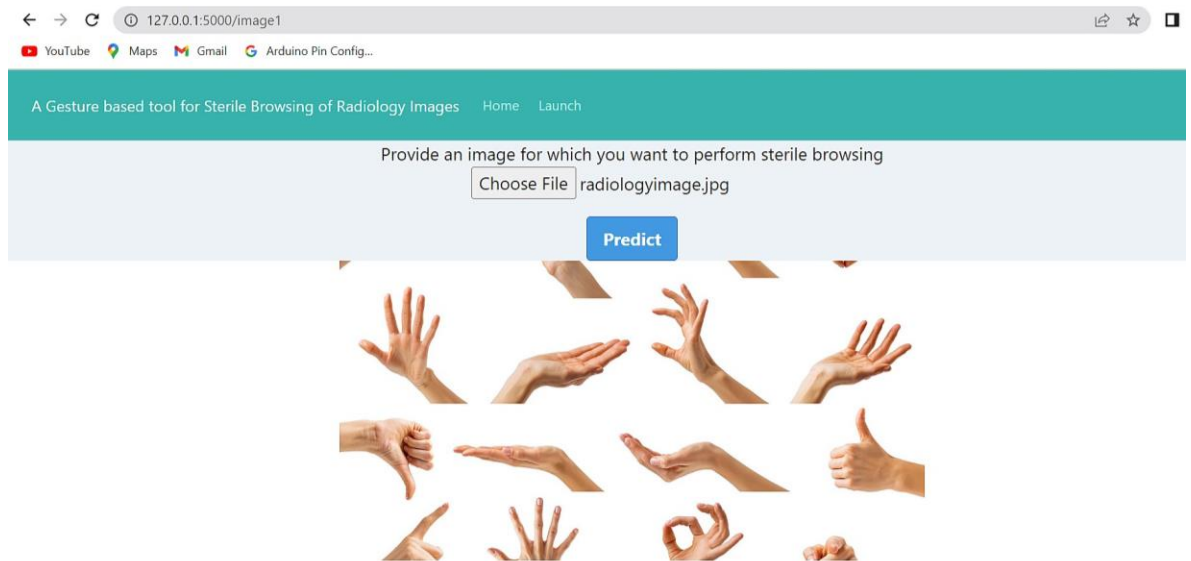 127.0.0.1:5000/image1
YouTube Maps Gmail Arduino Pin Config...
A Gesture based tool for Sterile Browsing of Radiology Images Home Launch
Provide an image for which you want to perform sterile browsing
Choose File radiologyimage.jpg
Predict